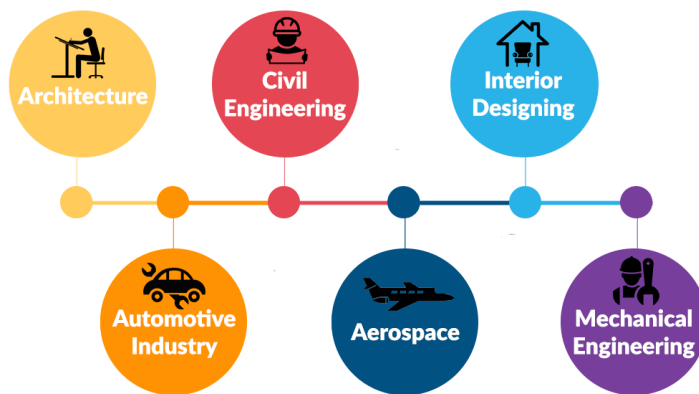 Architecture
Civil
Engineering
Interior
Designing
Automotive
Industry
Aerospace
Mechanical
Engineering